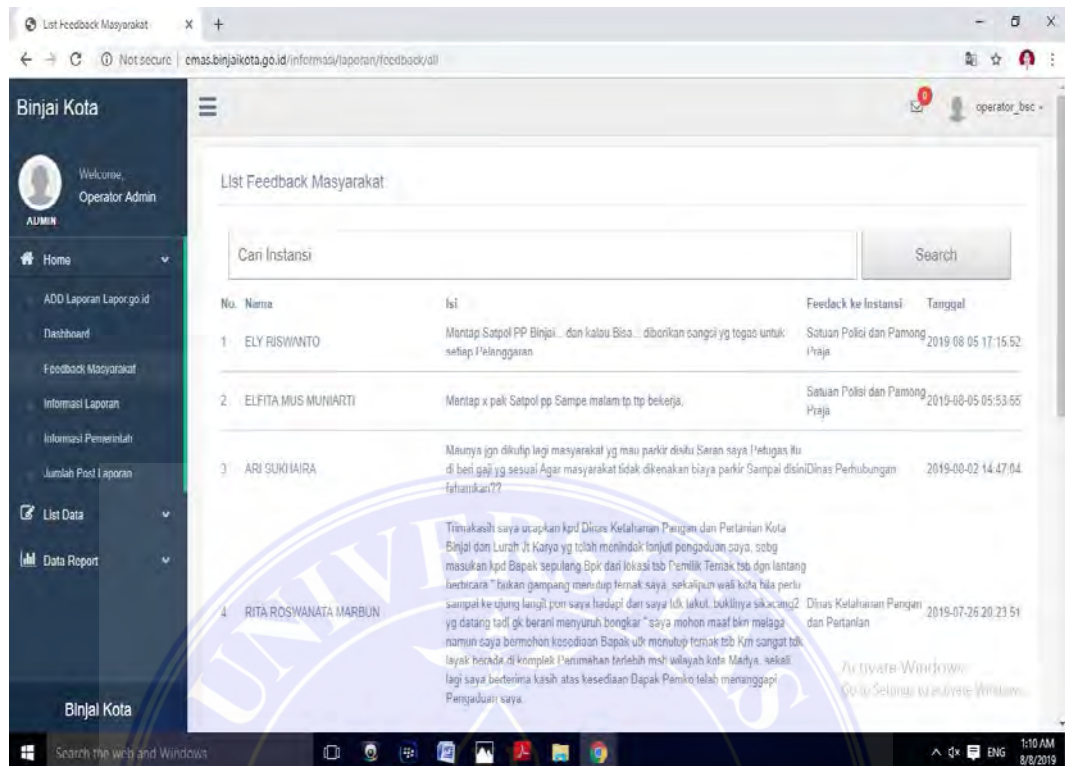 List Feedback Masyarakat
Not secure emas.binjaikota.go.id/informasi/laporan/feedback/all
Binjai Kota
0
operator_bsc
Welcome,
Operator Admin
ADMIN
Home
ADD Laporan Lapor.go.id
Dashboard
Feedback Masyarakat
Informasi Laporan
Informasi Pemerintah
Jumlah Post Laporan
List Data
Data Report
Binjai Kota
List Feedback Masyarakat
Cari Instansi
Search
No. Nama Isi Feedack ke Instansi Tanggal
1 ELY RISWANTO
Mantap Satpol PP Binjai... dan kalau Bisa... diberikan sangsi yg tegas untuk
setiap Pelanggaran
Satuan Polisi dan Pamong
Praja
2019-08-05 17:15:52
2 ELFITA MUS MUNIARTI
Mantap x pak Satpol pp Sampe malam tp ttp bekerja.
Satuan Polisi dan Pamong
Praja
2019-08-05 05:53:55
3 ARI SUKHAIRA
Maunya jgn dikutip lagi masyarakat yg mau parkir disitu Saran saya Petugas itu
di beri gaji yg sesuai Agar masyarakat tidak dikenakan biaya parkir Sampai disini
fahamkan??
Dinas Perhubungan
14:47:04
4 RITA ROSWANATA MARBUN
Trimakasih saya ucapkan kpd Dinas Ketahanan Pangan dan Pertanian Kota
Binjai dan Lurah Jt Karya yg telah menindak lanjuti pengaduan saya, sebg
masukan kpd Bapak sepulang Bpk dari lokasi tsb Pemilik Ternak tsb dgn lantang
berbicara " bukan gampang menutup ternak saya, sekalipun wali kota bila perlu
sampai ke ujung langit pon saya hadapi dan saya tdk takut, buktinya sikacang2
yg datang tadi gk berani menyuruh bongkar " saya mohon maaf bkn melaga
namun saya bermohon kesediaan Bapak utk menutup ternak tsb Krn sangat tdk
layak berada di komplek Perumahan terlebih msh wilayah kota Madya, sekali
lagi saya berterima kasih atas kesediaan Bapak Pemko telah menanggapi
Pengaduan saya.
Dinas Ketahanan Pangan
dan Pertanian
2019-07-26 20:23:51
Activate Windows
Go to Settings to activate Windows.
UNIVERSITAS
Search the web and Windows
ENG
1:10 AM
8/8/2019